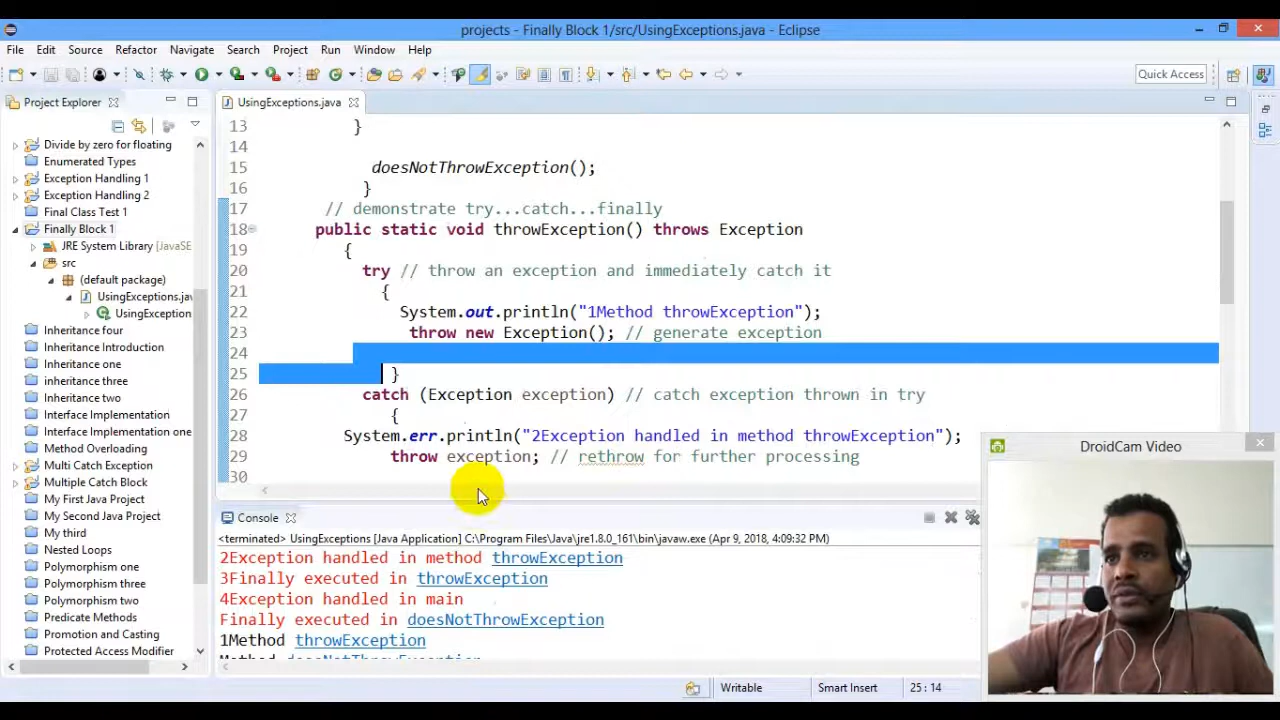 projects - Finally Block 1/src/UsingExceptions.java - Eclipse
File Edit Source Refactor Navigate Search Project Run Window Help
Quick Access
Project Explorer
Divide by zero for floating
Enumerated Types
Exception Handling 1
Exception Handling 2
Final Class Test 1
Finally Block 1
JRE System Library [JavaSE
src
(default package)
UsingExceptions.jav
UsingException
Inheritance four
Inheritance Introduction
Inheritance one
inheritance three
Inheritance two
Interface Implementation
Interface Implementation one
Method Overloading
Multi Catch Exception
Multiple Catch Block
My First Java Project
My Second Java Project
My third
Nested Loops
Polymorphism one
Polymorphism three
Polymorphism two
Predicate Methods
Promotion and Casting
Protected Access Modifier
UsingExceptions.java
13 }
14
15 doesNotThrowException();
16 }
17 // demonstrate try...catch...finally
18 public static void throwException() throws Exception
19 {
20 try // throw an exception and immediately catch it
21 {
22 System.out.println("1Method throwException");
23 throw new Exception(); // generate exception
24
25 }
26 catch (Exception exception) // catch exception thrown in try
27 {
28 System.err.println("2Exception handled in method throwException");
29 throw exception; // rethrow for further processing
30
Console
<terminated> UsingExceptions [Java Application] C:\Program Files\Java\jre1.8.0_161\bin\javaw.exe (Apr 9, 2018, 4:09:32 PM)
2Exception handled in method throwException
3Finally executed in throwException
4Exception handled in main
Finally executed in doesNotThrowException
1Method throwException
Method doesNotThrowException
DroidCam Video
Writable Smart Insert 25 : 14